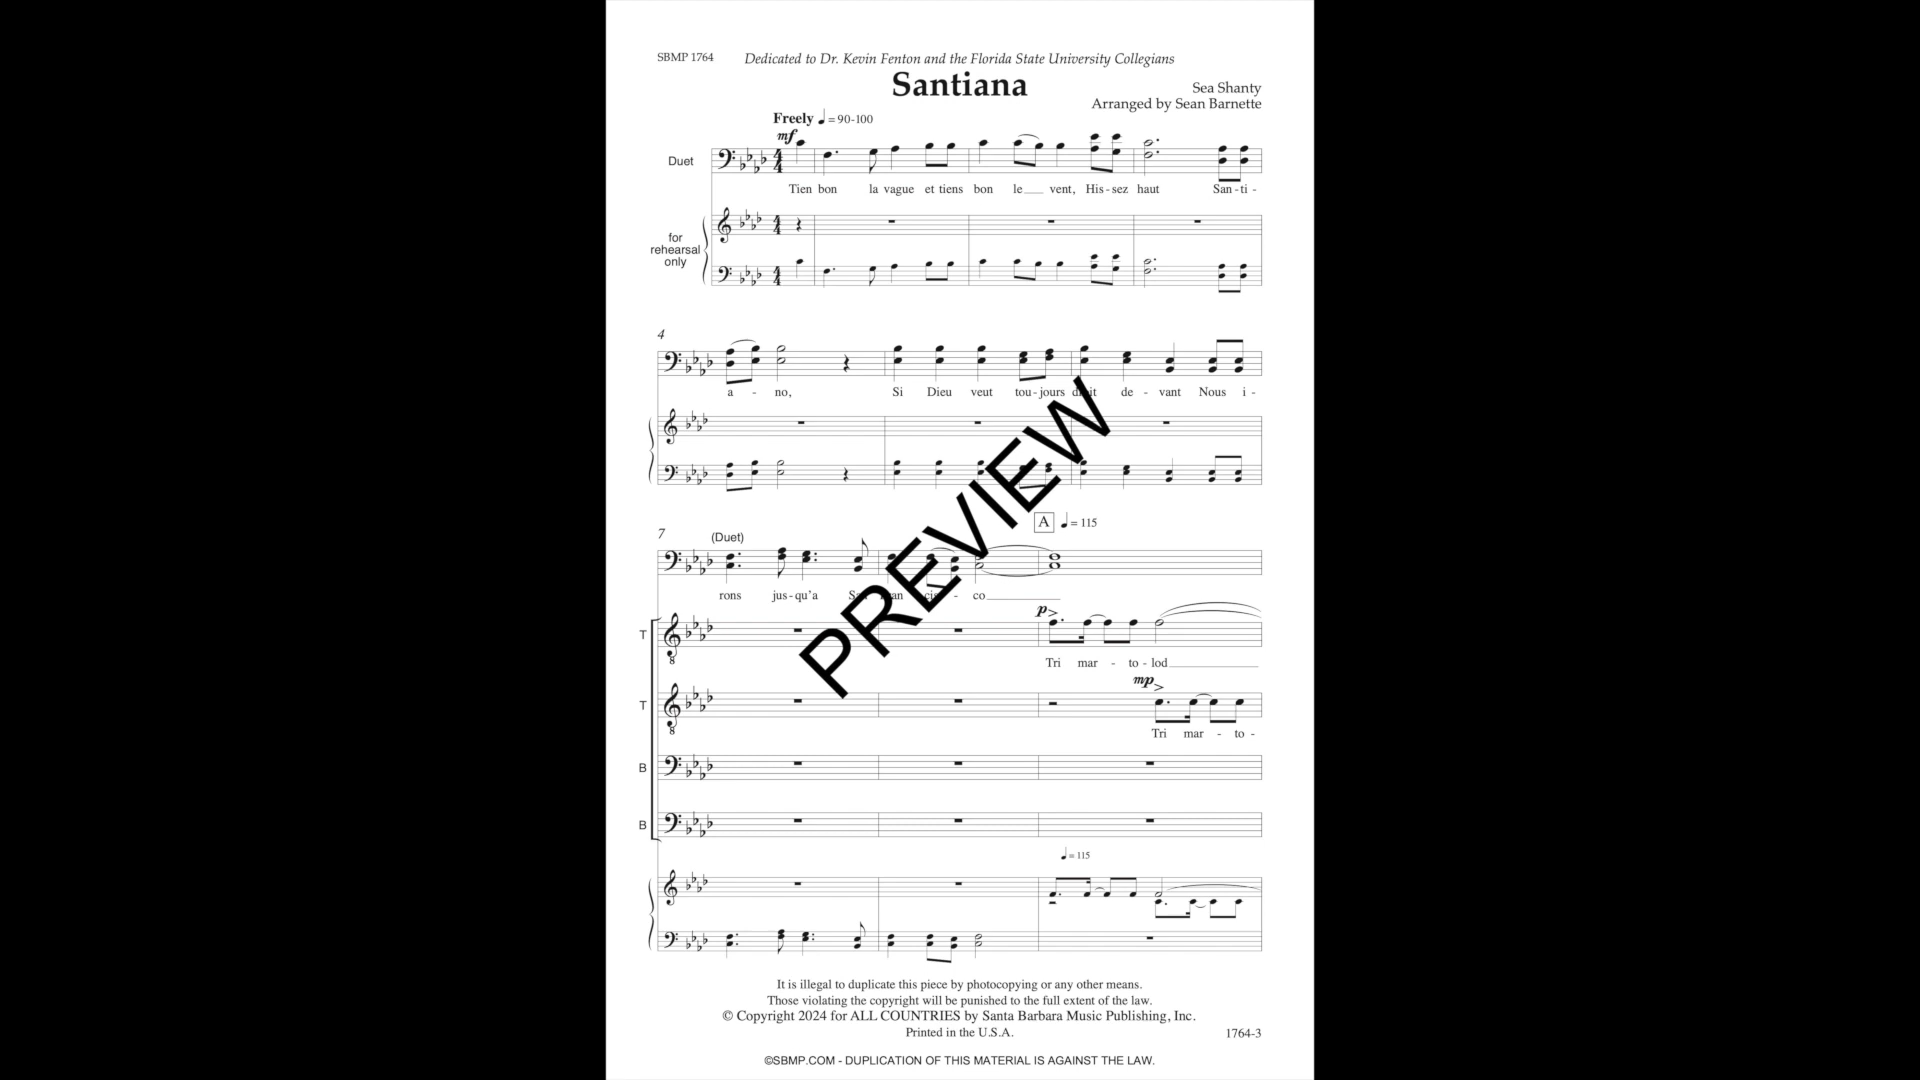 SBMP 1764
Dedicated to Dr. Kevin Fenton and the Florida State University Collegians
Santiana
Sea Shanty
Arranged by Sean Barnette
Freely ♩ = 90-100
mf
Duet
Tien bon la vague et tiens bon le vent, His - sez haut San - ti -
for
rehearsal
only
4
a - no, Si Dieu veut tou - jours droit de - vant Nous i -
A ♩ = 115
7 (Duet)
rons jus - qu'a San cis - co
p
T
Tri mar - to - lod
mp
T
Tri mar - to -
B
B
♩ = 115
PREVIEW
It is illegal to duplicate this piece by photocopying or any other means.
Those violating the copyright will be punished to the full extent of the law.
© Copyright 2024 for ALL COUNTRIES by Santa Barbara Music Publishing, Inc.
Printed in the U.S.A.
1764-3
©SBMP.COM - DUPLICATION OF THIS MATERIAL IS AGAINST THE LAW.